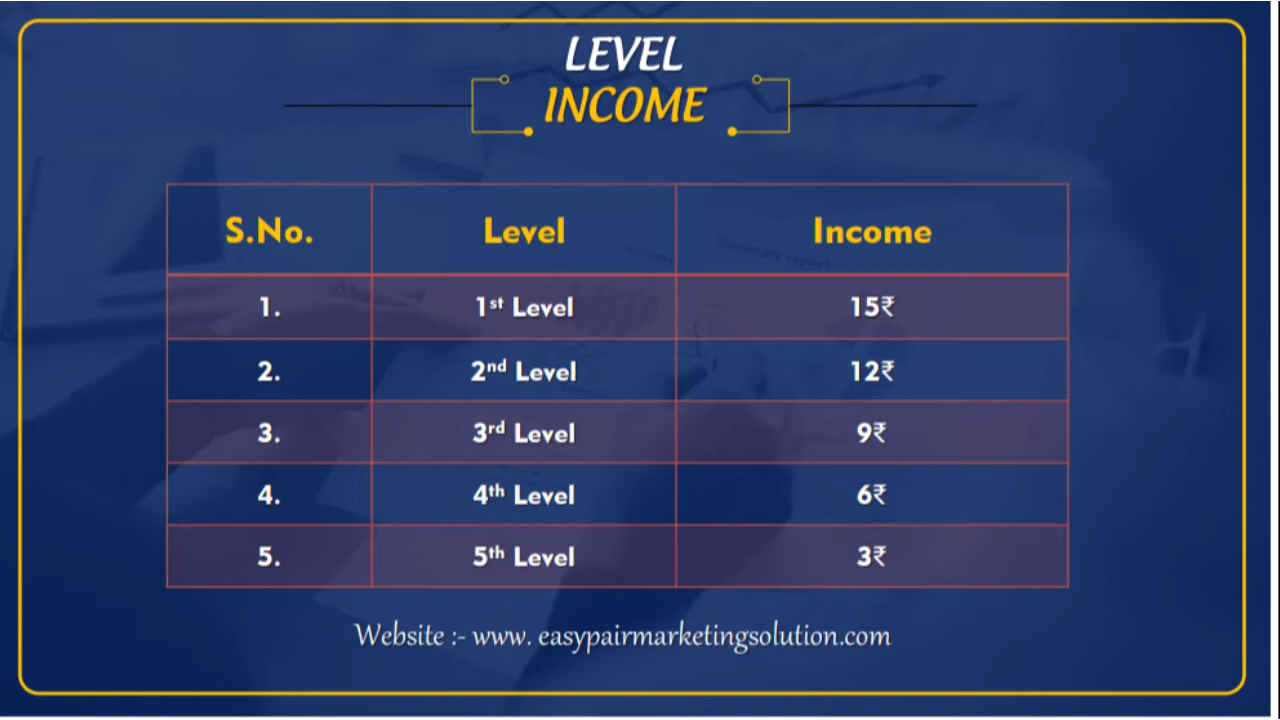 LEVEL
INCOME
S.No. Level Income
1. 1st Level 15₹
2. 2nd Level 12₹
3. 3rd Level 9₹
4. 4th Level 6₹
5. 5th Level 3₹
Website :- www. easypairmarketingsolution.com